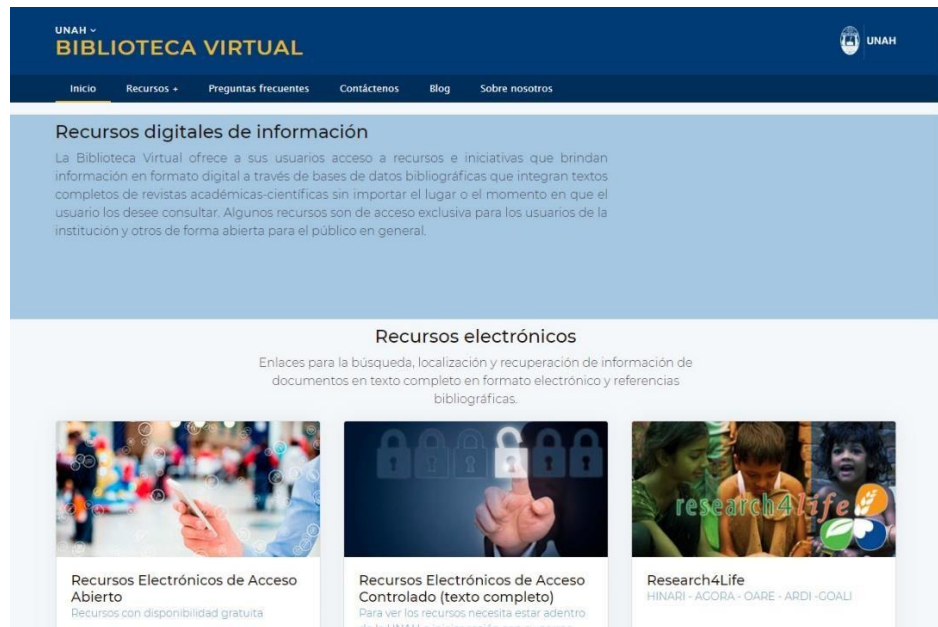 UNAH
BIBLIOTECA VIRTUAL
UNAH
Inicio Recursos + Preguntas frecuentes Contáctenos Blog Sobre nosotros
Recursos digitales de información
La Biblioteca Virtual ofrece a sus usuarios acceso a recursos e iniciativas que brindan
información en formato digital a través de bases de datos bibliográficas que integran textos
completos de revistas académicas-científicas sin importar el lugar o el momento en que el
usuario los desee consultar. Algunos recursos son de acceso exclusiva para los usuarios de la
institución y otros de forma abierta para el público en general.
Recursos electrónicos
Enlaces para la búsqueda, localización y recuperación de información de
documentos en texto completo en formato electrónico y referencias
bibliográficas.
research4life
Recursos Electrónicos de Acceso
Abierto
Recursos con disponibilidad gratuita
Recursos Electrónicos de Acceso
Controlado (texto completo)
Para ver los recursos necesita estar adentro
Research4Life
HINARI - AGORA - OARE - ARDI -GOALI